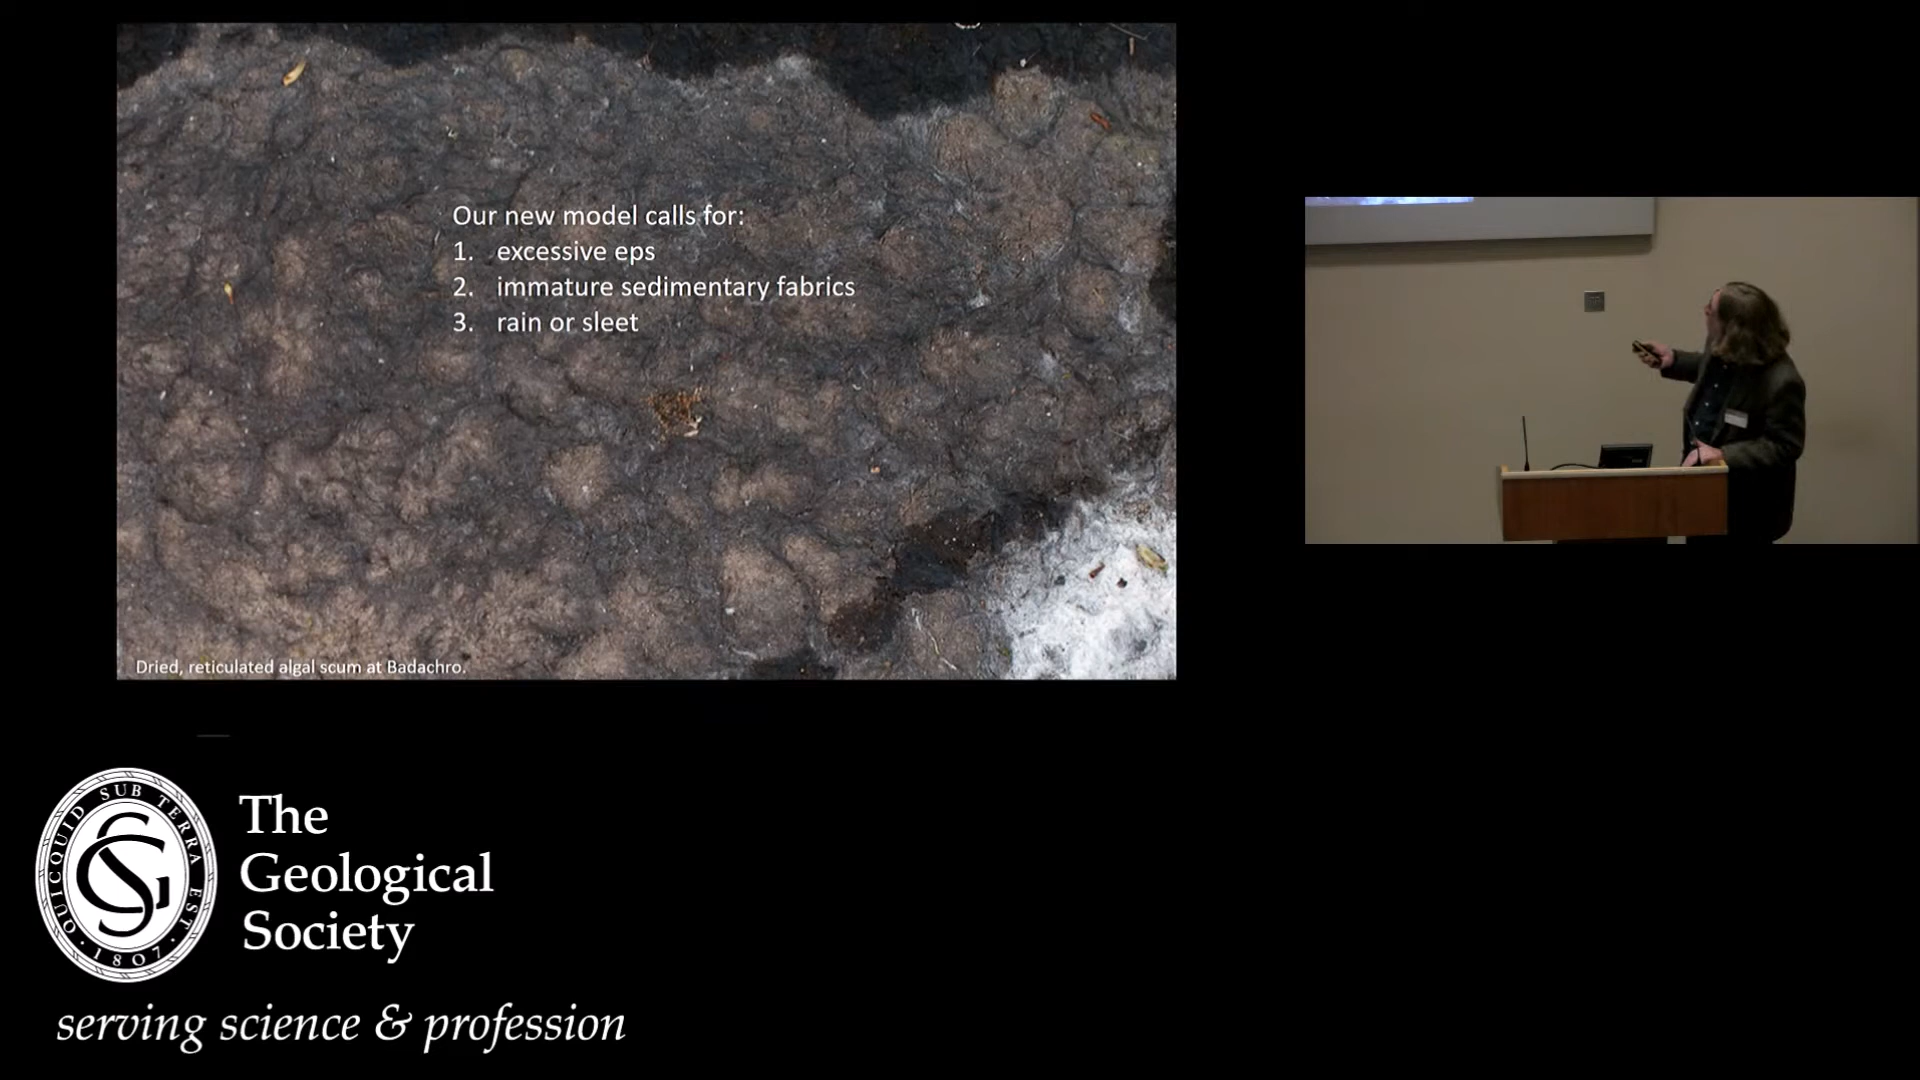 Our new model calls for:
1. excessive eps
2. immature sedimentary fabrics
3. rain or sleet
Dried, reticulated algal scum at Badachro.
QUICQUID SUB TERRA EST
1807
The
Geological
Society
serving science & profession